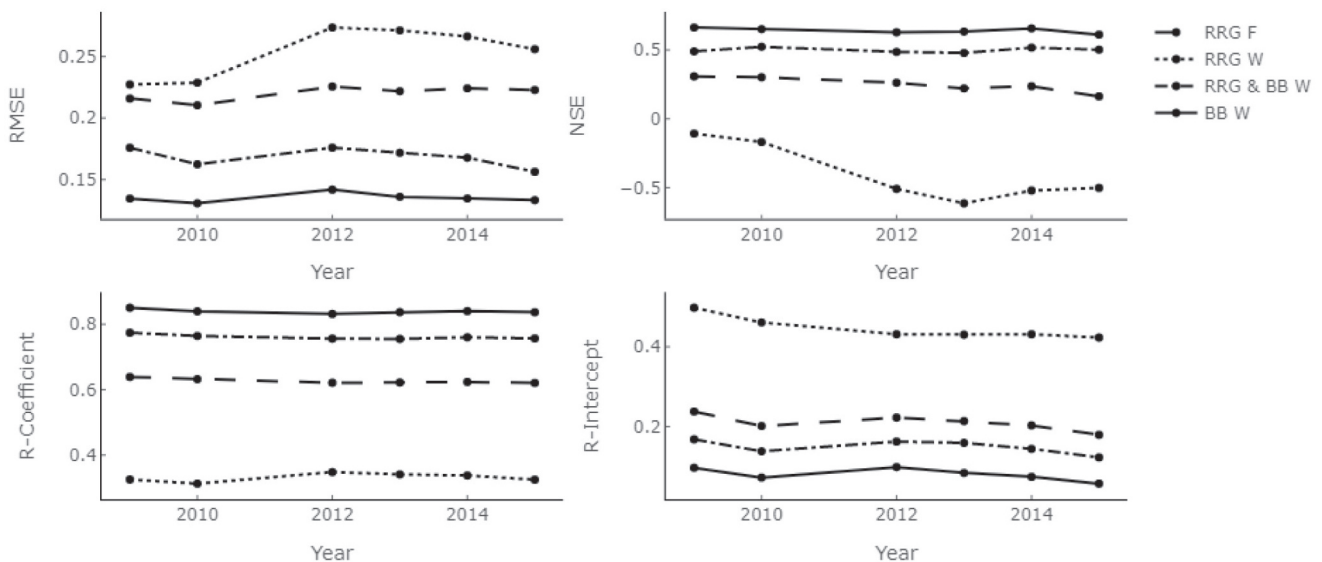 0.25
0.2
0.15
RMSE
2010
2012
2014
Year
0.5
0
−0.5
NSE
2010
2012
2014
Year
RRG F
RRG W
RRG & BB W
BB W
0.8
0.6
0.4
R-Coefficient
2010
2012
2014
Year
0.4
0.2
R-Intercept
2010
2012
2014
Year